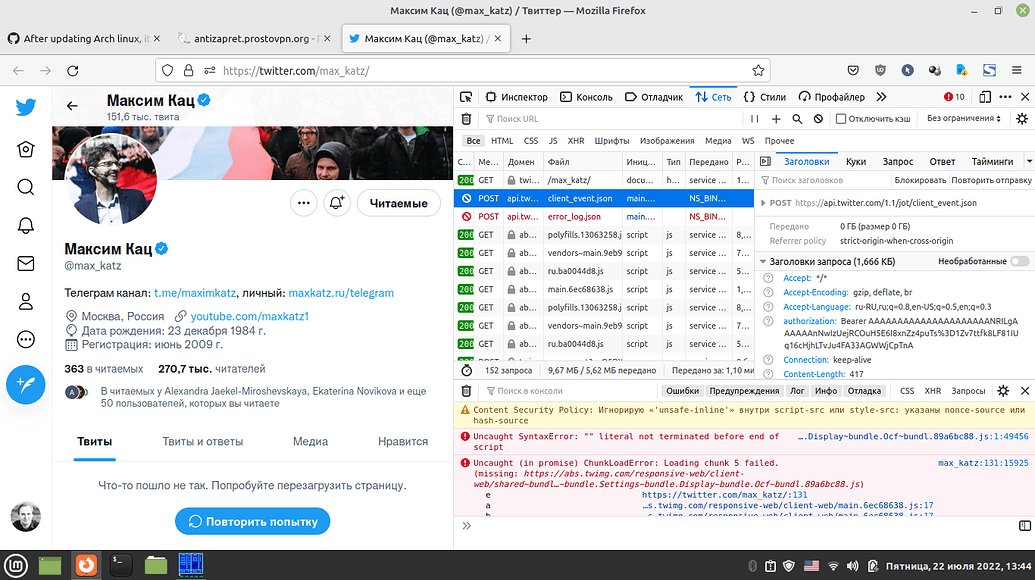 Максим Кац (@max_katz) / Твиттер — Mozilla Firefox
After updating Arch linux, it
antizapret.prostovpn.org -
Максим Кац (@max_katz) /
https://twitter.com/max_katz/
Максим Кац
151,6 тыс. твита
Читаемые
Максим Кац
@max_katz
Телеграм канал: t.me/maximkatz, личный: maxkatz.ru/telegram
Москва, Россия youtube.com/maxkatz1
Дата рождения: 23 декабря 1984 г.
Регистрация: июнь 2009 г.
363 в читаемых 270,7 тыс. читателей
В читаемых у Alexandra Jaekel-Miroshevskaya, Ekaterina Novikova и еще
50 пользователей, которых вы читаете
Твиты Твиты и ответы Медиа Нравится
Что-то пошло не так. Попробуйте перезагрузить страницу.
Повторить попытку
Инспектор Консоль Отладчик Сеть Стили Профайлер 10
Поиск URL Отключить кэш Без ограничения
Все HTML CSS JS XHR Шрифты Изображения Медиа WS Прочее
С... Ме... Домен Файл Иниц... Тип Передано Р...
200 GET twi... /max_katz/ docu... h... service ... 1...
POST api.tw... client_event.json main.... NS_BIN...
POST api.tw... error_log.json main.... NS_BIN...
200 GET ab... polyfills.13063258.j script js service ... 8,...
200 GET ab... vendors~main.9eb9 script js service ... 7...
200 GET ab... ru.ba0044d8.js script js service ... 5...
200 GET ab... main.6ec68638.js script js service ... 1,...
200 GET ab... polyfills.13063258.j script js service ... 8,...
200 GET ab... vendors~main.9eb9 script js service ... 7...
200 GET ab... ru.ba0044d8.js script js service ... 5...
152 запроса 9,67 МБ / 5,62 МБ передано Передано за: 1,10 ми
Заголовки Куки Запрос Ответ Тайминги
Поиск заголовков Блокировать Повторить отправку
POST https://api.twitter.com/1.1/jot/client_event.json
Передано 0 ГБ (размер 0 ГБ)
Referrer policy strict-origin-when-cross-origin
Заголовки запроса (1,666 КБ) Необработанные
Accept: */*
Accept-Encoding: gzip, deflate, br
Accept-Language: ru-RU,ru;q=0.8,en-US;q=0.5,en;q=0.3
authorization: Bearer AAAAAAAAAAAAAAAAAAAAANRILgA
AAAAAnNwIzUejRCOuH5E6I8xnZz4puTs%3D1Zv7ttfk8LF81IU
q16cHjhLTvJu4FA33AGWWjCpTnA
Connection: keep-alive
Content-Length: 417
Поиск в консоли Ошибки Предупреждения Лог Инфо Отладка CSS XHR Запросы
Content Security Policy: Игнорирую «'unsafe-inline'» внутри script-src или style-src: указаны nonce-source или
hash-source
Uncaught SyntaxError: "" literal not terminated before end of …Display~bundle.Ocf~bundl.89a6bc88.js:1:49456
script
Uncaught (in promise) ChunkLoadError: Loading chunk 5 failed. max_katz:131:15925
(missing: https://abs.twimg.com/responsive-web/client-
web/shared~bundl…~bundle.Settings~bundle.Display~bundle.Ocf~bundl.89a6bc88.js)
e https://twitter.com/max_katz/:131
a …s.twimg.com/responsive-web/client-web/main.6ec68638.js:17
Пятница, 22 июля 2022, 13:44